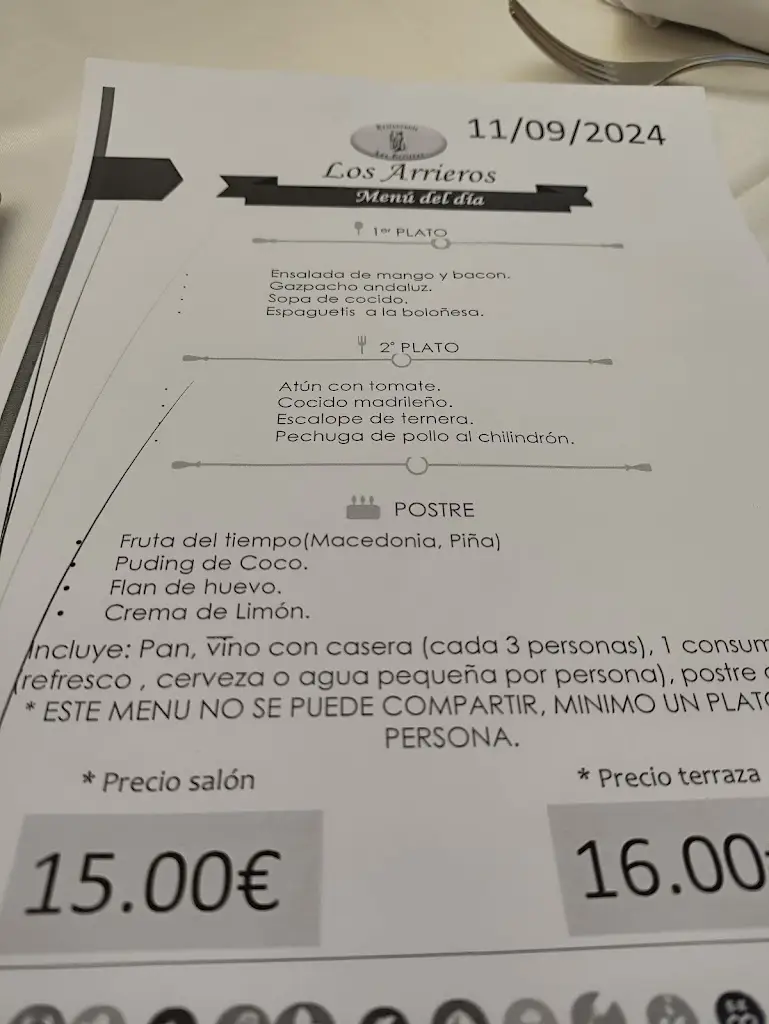 11/09/2024
Los Arrieros
Menú del día
1er PLATO
Ensalada de mango y bacon.
Gazpacho andaluz.
Sopa de cocido.
Espaguetis a la boloñesa.
2º PLATO
Atún con tomate.
Cocido madrileño.
Escalope de ternera.
Pechuga de pollo al chilindrón.
POSTRE
• Fruta del tiempo(Macedonia, Piña)
• Puding de Coco.
• Flan de huevo.
• Crema de Limón.
Incluye: Pan, vino con casera (cada 3 personas), 1 consum
(refresco , cerveza o agua pequeña por persona), postre
* ESTE MENU NO SE PUEDE COMPARTIR, MINIMO UN PLATO
PERSONA.
* Precio salón
* Precio terraza
15.00€
16.00